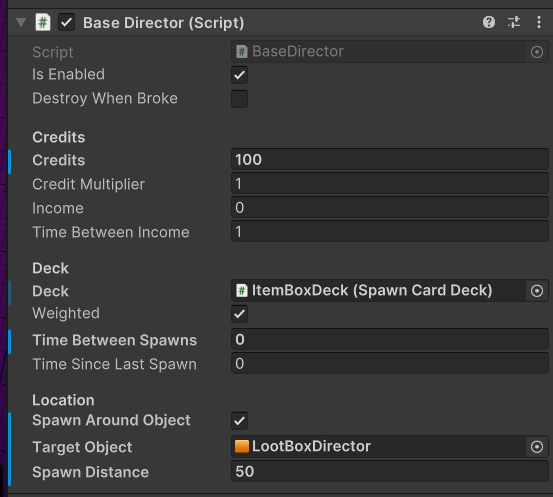 Base Director (Script)
Script BaseDirector
Is Enabled
Destroy When Broke
Credits
Credits 100
Credit Multiplier 1
Income 0
Time Between Income 1
Deck
Deck ItemBoxDeck (Spawn Card Deck)
Weighted
Time Between Spawns 0
Time Since Last Spawn 0
Location
Spawn Around Object
Target Object LootBoxDirector
Spawn Distance 50